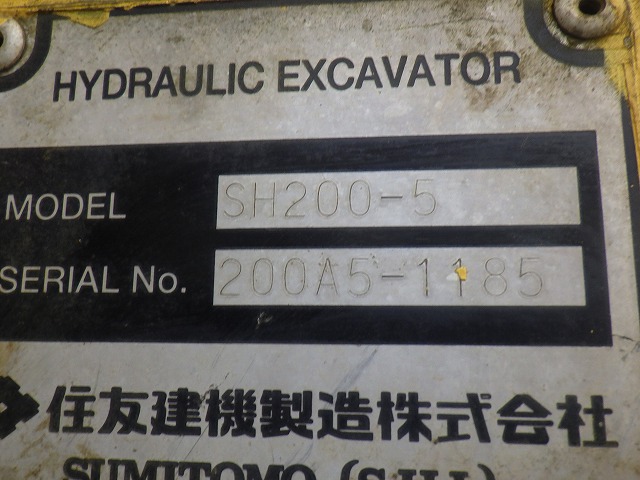 HYDRAULIC EXCAVATOR
MODEL SH200-5
SERIAL No. 200A5-1185
住友建機製造株式会社
SUMITOMO (S.H.I.)